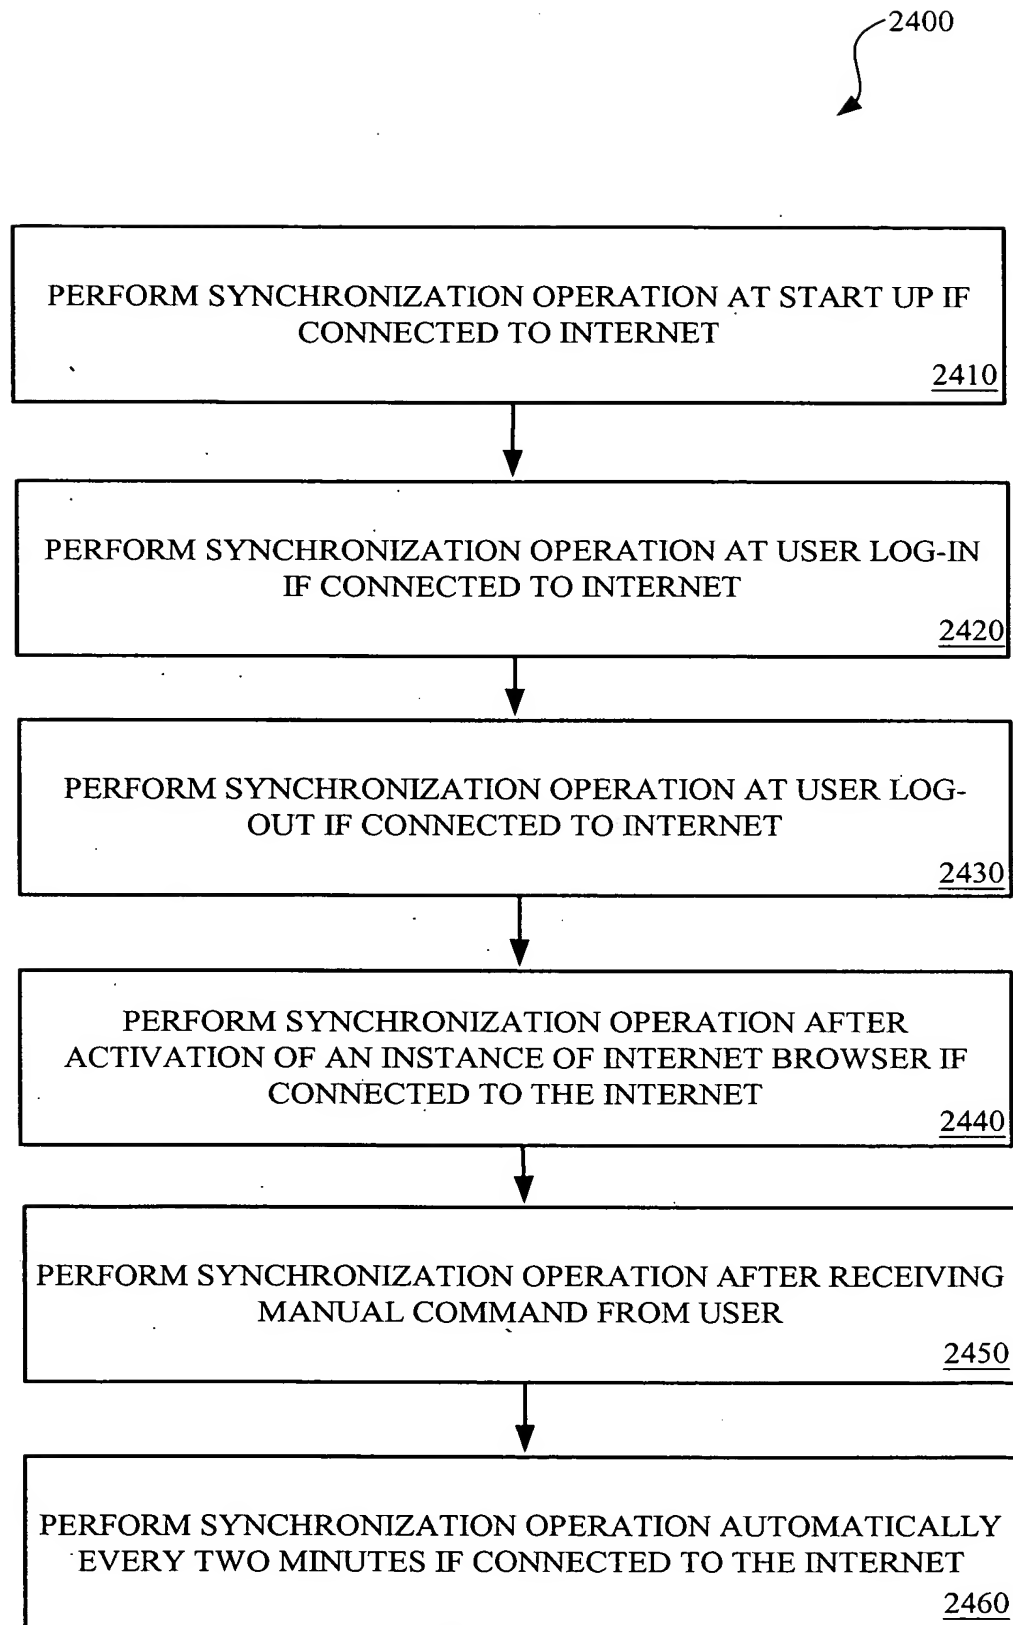 2400
PERFORM SYNCHRONIZATION OPERATION AT START UP IF
CONNECTED TO INTERNET
2410
PERFORM SYNCHRONIZATION OPERATION AT USER LOG-IN
IF CONNECTED TO INTERNET
2420
PERFORM SYNCHRONIZATION OPERATION AT USER LOG-
OUT IF CONNECTED TO INTERNET
2430
PERFORM SYNCHRONIZATION OPERATION AFTER
ACTIVATION OF AN INSTANCE OF INTERNET BROWSER IF
CONNECTED TO THE INTERNET
2440
PERFORM SYNCHRONIZATION OPERATION AFTER RECEIVING
MANUAL COMMAND FROM USER
2450
PERFORM SYNCHRONIZATION OPERATION AUTOMATICALLY
EVERY TWO MINUTES IF CONNECTED TO THE INTERNET
2460